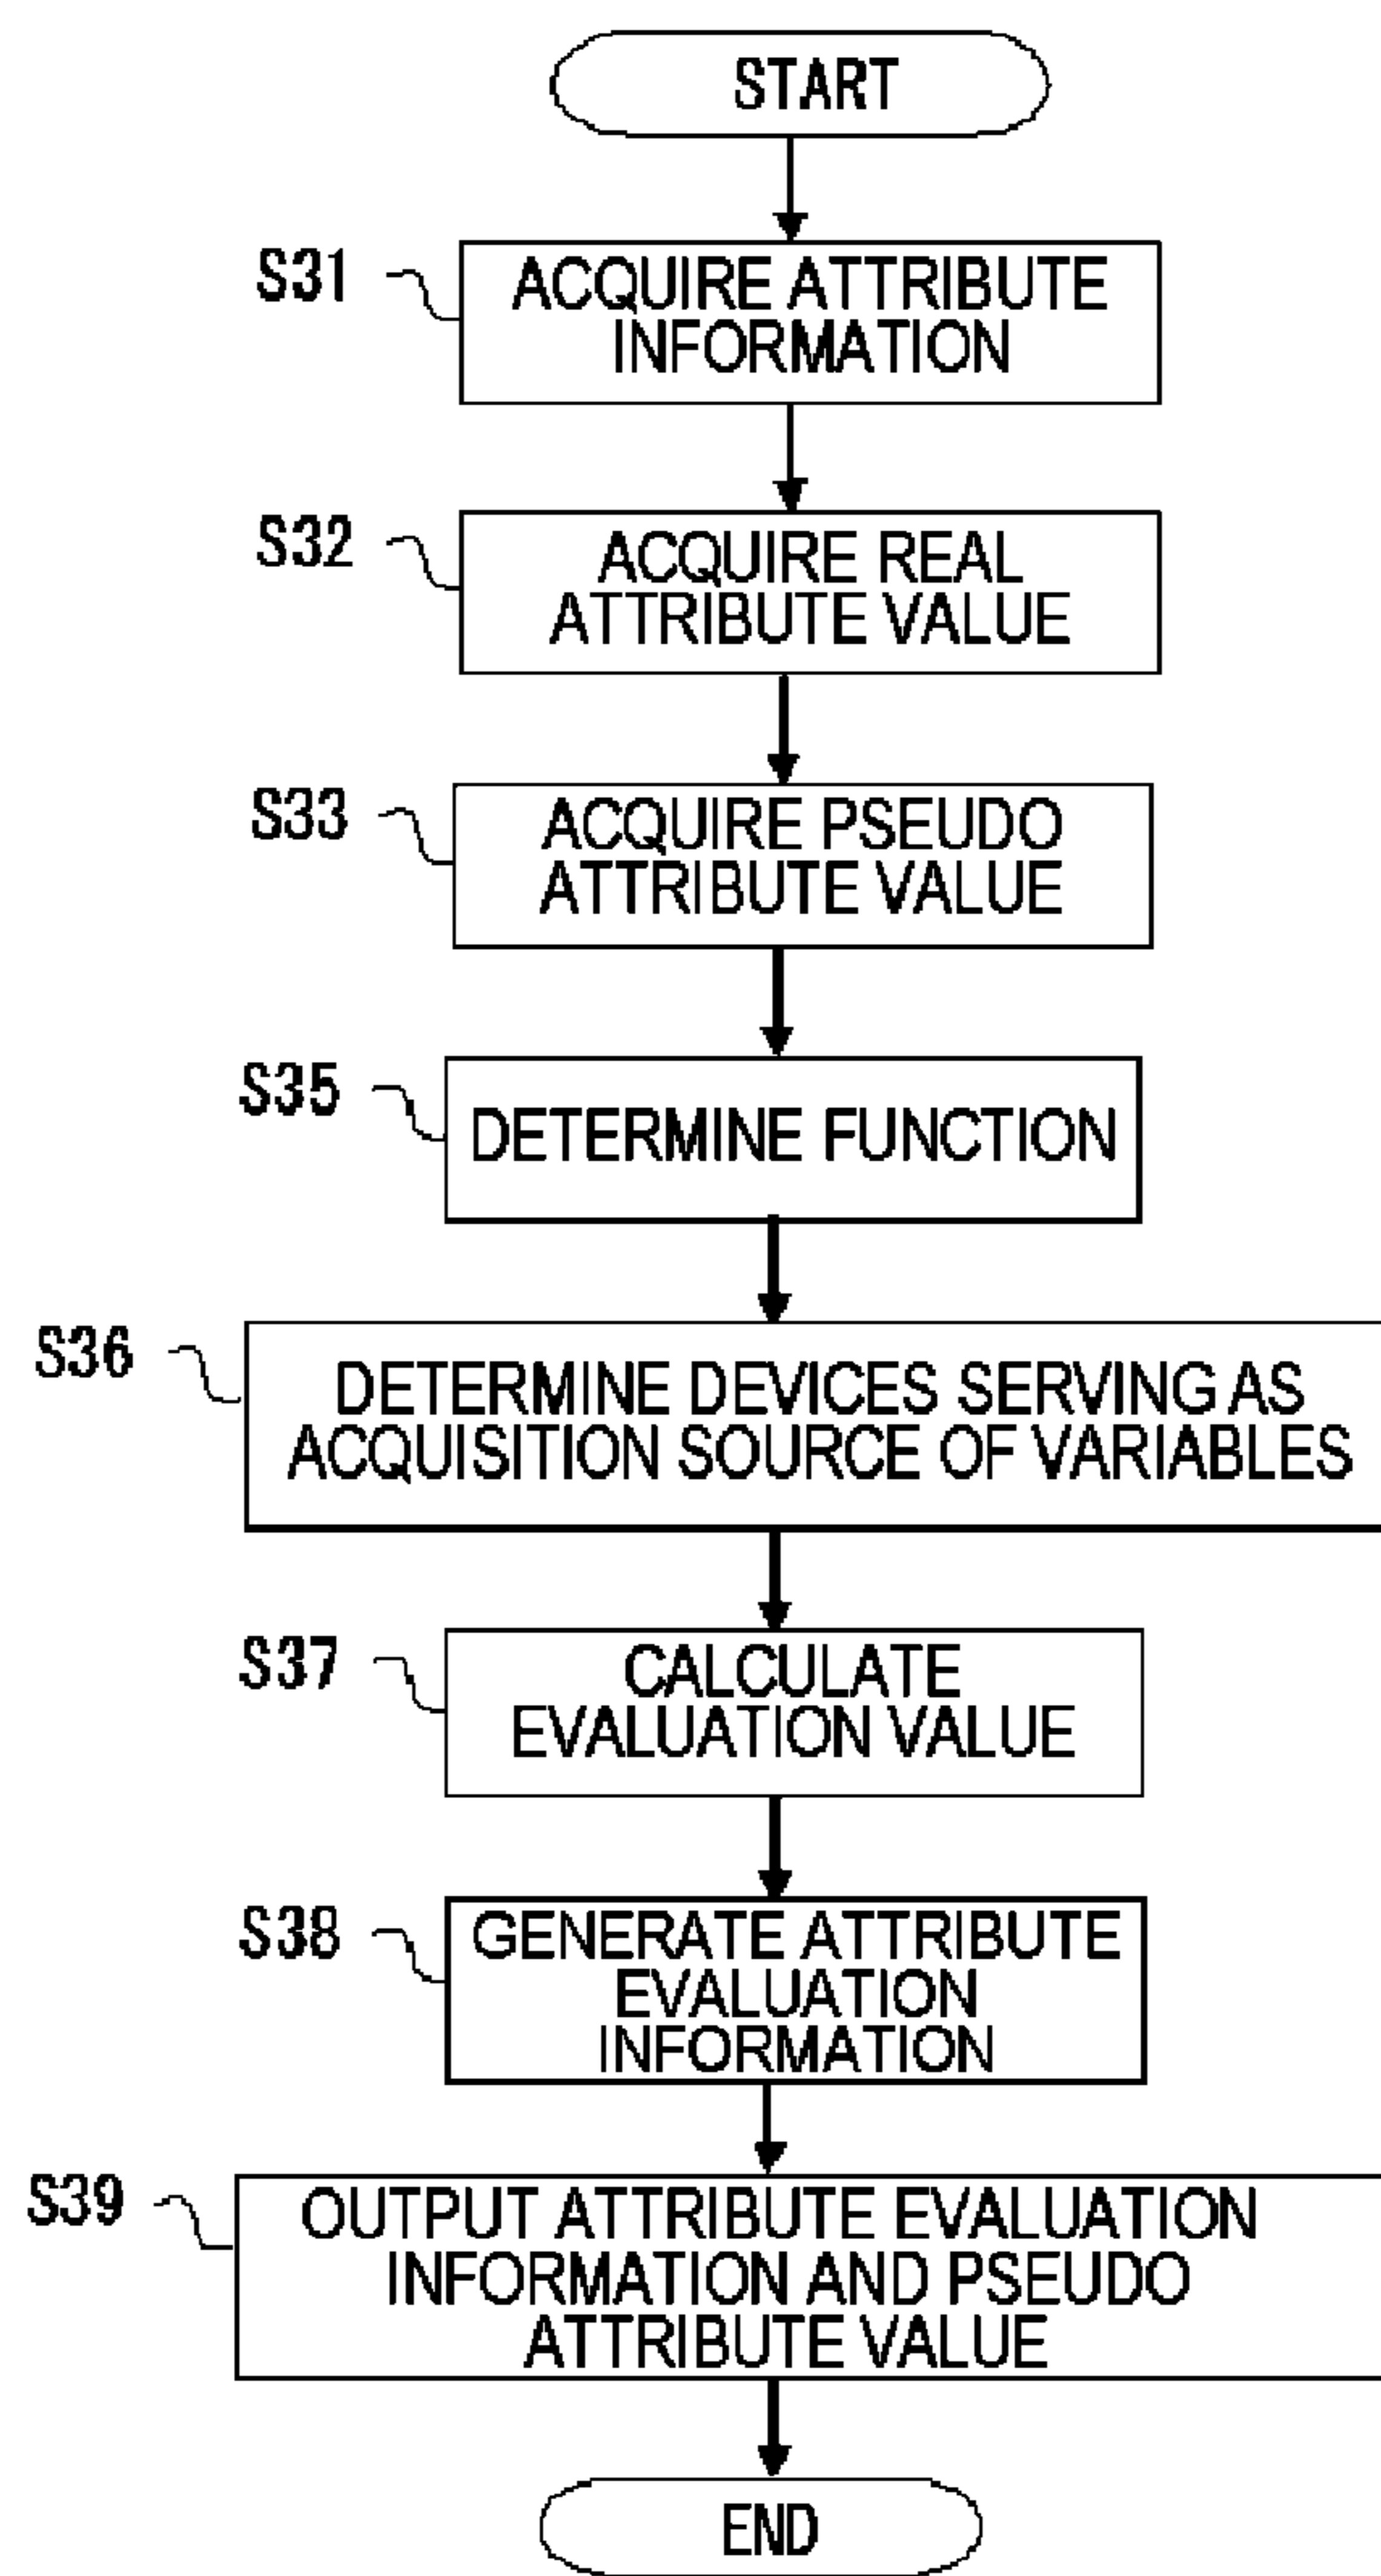 START
S31
ACQUIRE ATTRIBUTE
INFORMATION
S32
ACQUIRE REAL
ATTRIBUTE VALUE
S33
ACQUIRE PSEUDO
ATTRIBUTE VALUE
S35
DETERMINE FUNCTION
S36
DETERMINE DEVICES SERVING AS
ACQUISITION SOURCE OF VARIABLES
S37
CALCULATE
EVALUATION VALUE
S38
GENERATE ATTRIBUTE
EVALUATION
INFORMATION
S39
OUTPUT ATTRIBUTE EVALUATION
INFORMATION AND PSEUDO
ATTRIBUTE VALUE
END